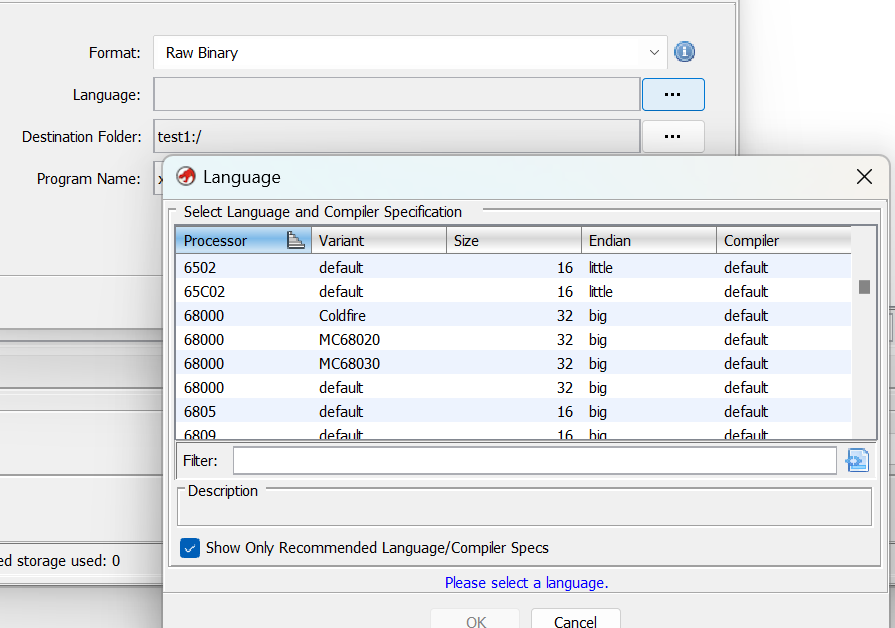 Format: Raw Binary
Language: ...
Destination Folder: test1:/ ...
Program Name:
Language
Select Language and Compiler Specification
Processor Variant Size Endian Compiler
6502 default 16 little default
65C02 default 16 little default
68000 Coldfire 32 big default
68000 MC68020 32 big default
68000 MC68030 32 big default
68000 default 32 big default
6805 default 16 big default
6809 default 16 big default
Filter:
Description
Show Only Recommended Language/Compiler Specs
ed storage used: 0
Please select a language.
OK Cancel